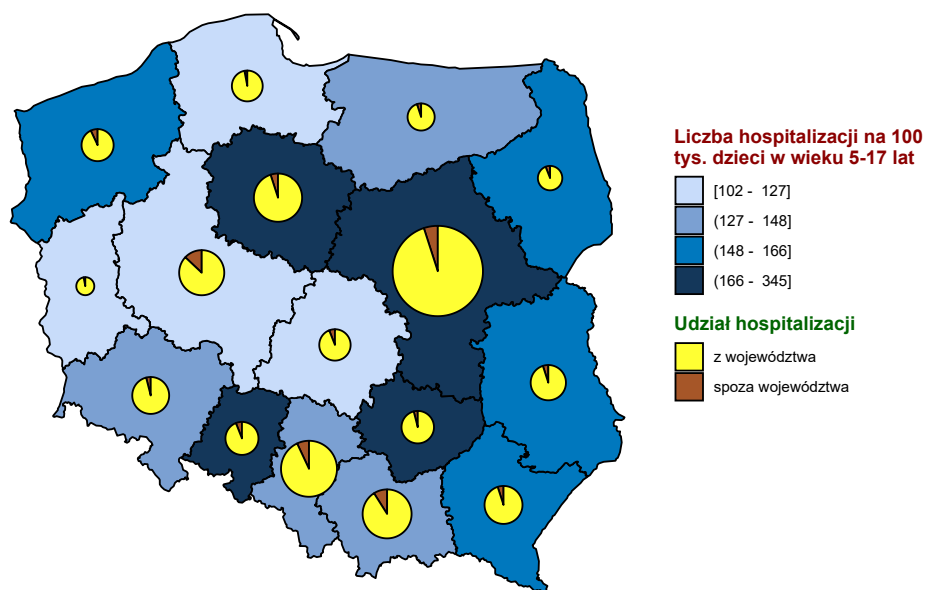 Liczba hospitalizacji na 100
tys. dzieci w wieku 5-17 lat
[102 - 127]
(127 - 148]
(148 - 166]
(166 - 345]
Udział hospitalizacji
z województwa
spoza województwa